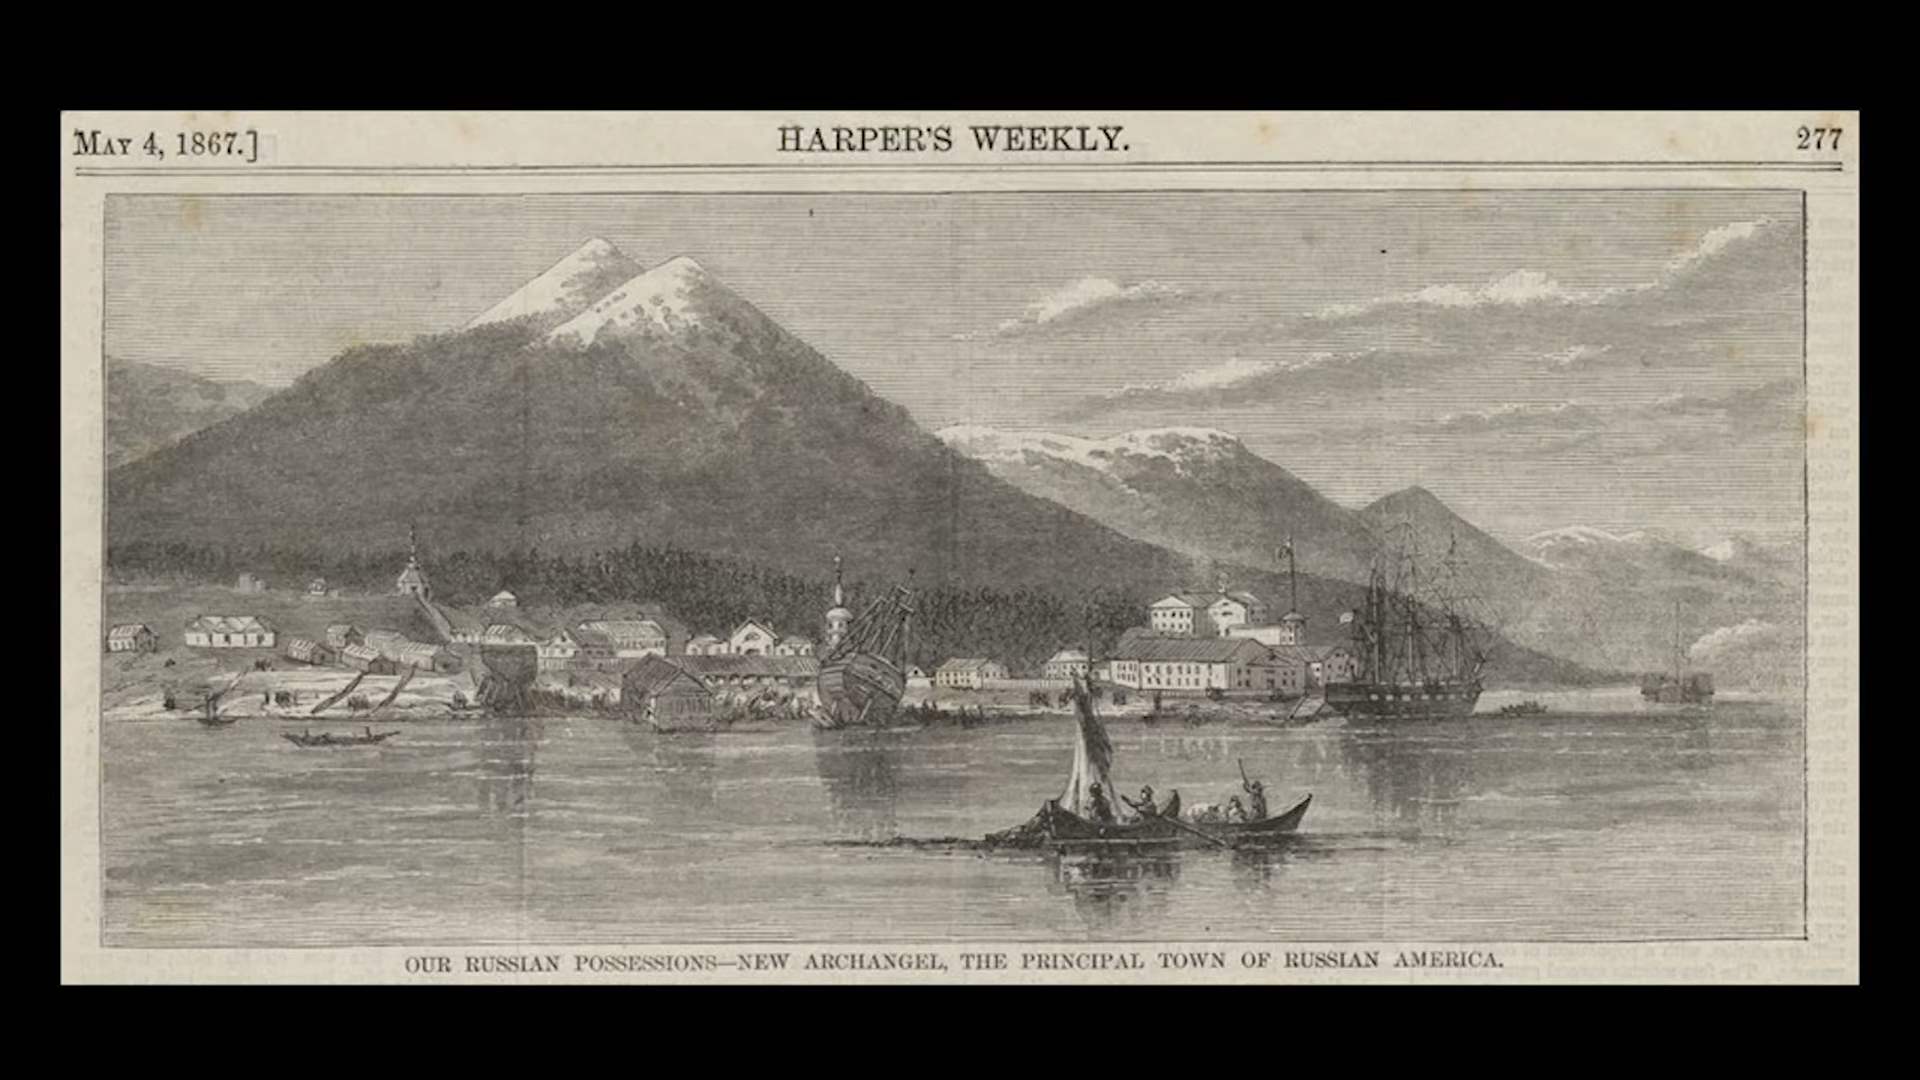 MAY 4, 1867.]
HARPER'S WEEKLY.
277
OUR RUSSIAN POSSESSIONS—NEW ARCHANGEL, THE PRINCIPAL TOWN OF RUSSIAN AMERICA.